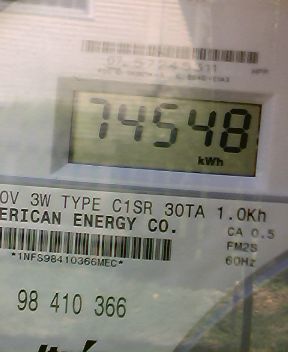 74548
kWh
0V 3W TYPE C1SR 30TA 1.0Kh
ERICAN ENERGY CO.
CA 0.5
FM2S
60Hz
*1NFS98410366MEC*
98 410 366